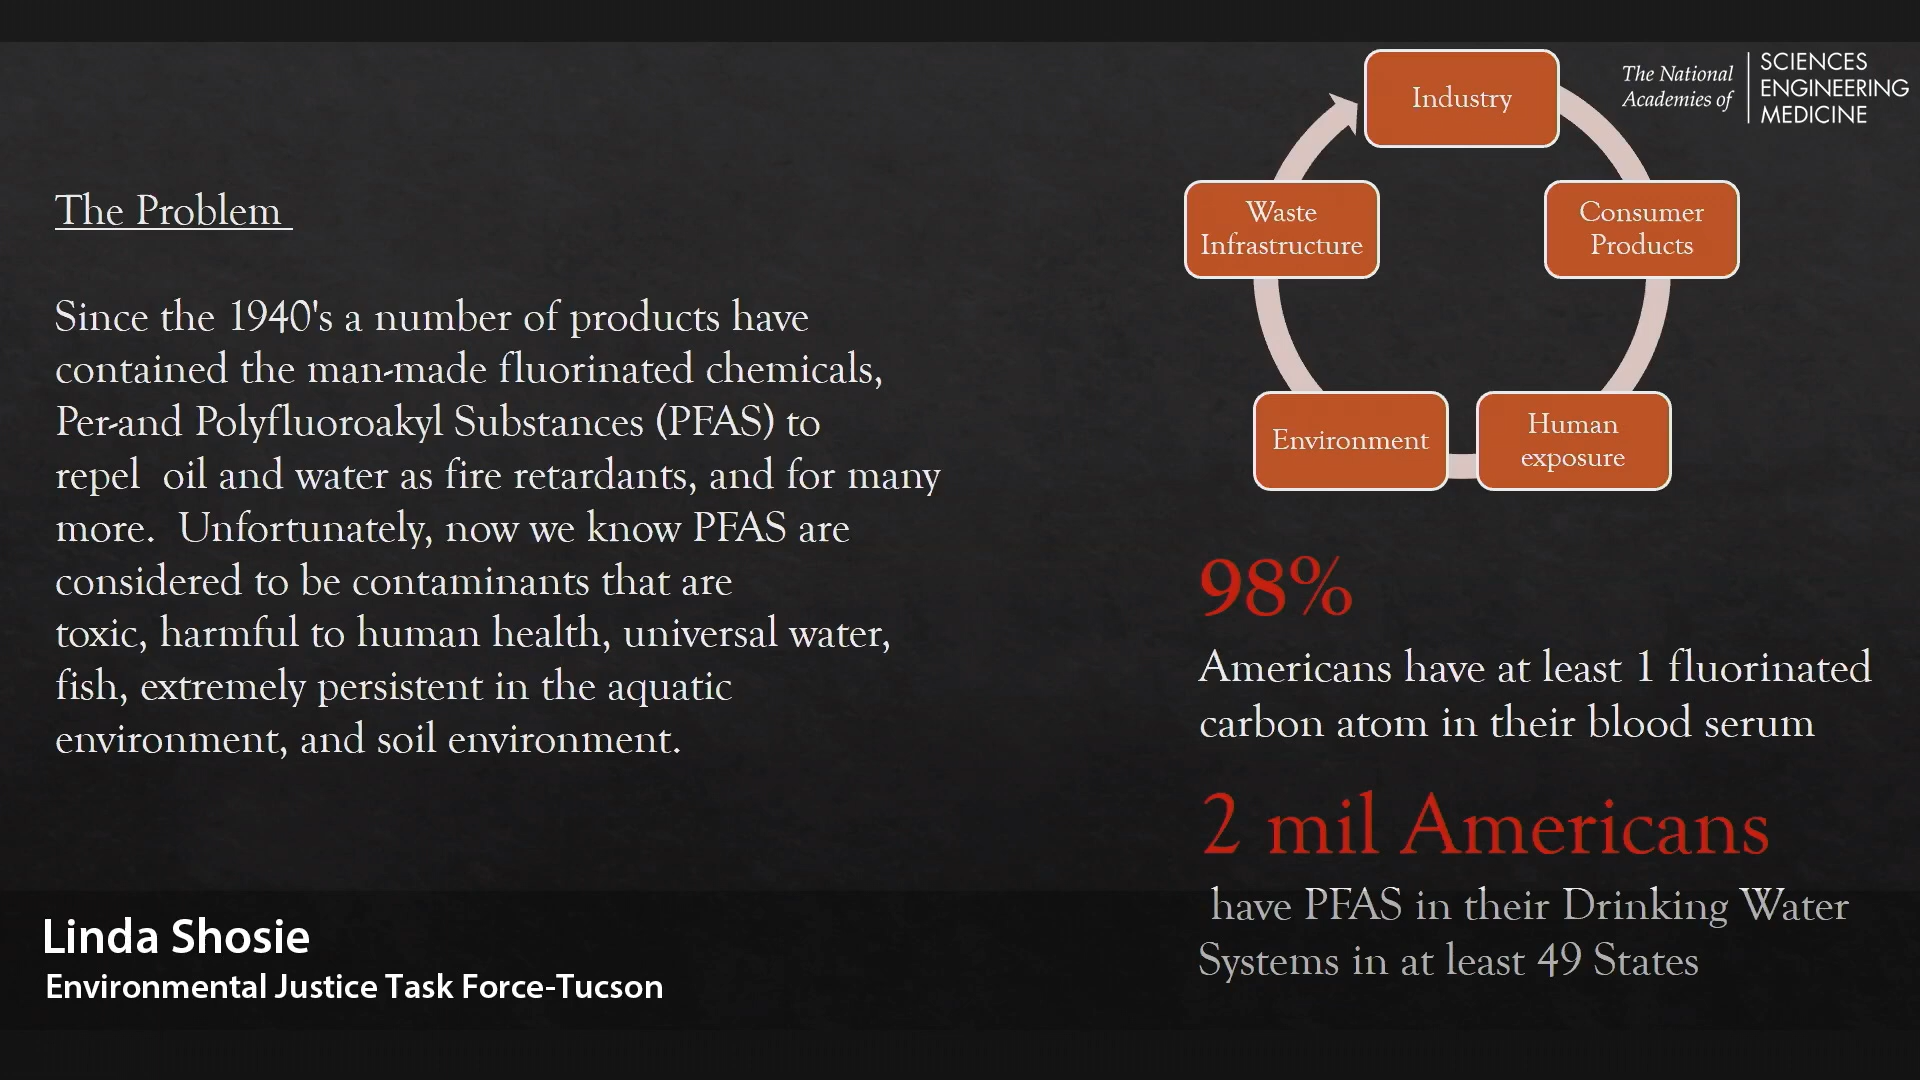 The National
Academies of
SCIENCES
ENGINEERING
MEDICINE
Industry
Waste
Infrastructure
Consumer
Products
Environment
Human
exposure
The Problem
Since the 1940's a number of products have
contained the man-made fluorinated chemicals,
Per-and Polyfluoroakyl Substances (PFAS) to
repel  oil and water as fire retardants, and for many
more.  Unfortunately, now we know PFAS are
considered to be contaminants that are
toxic, harmful to human health, universal water,
fish, extremely persistent in the aquatic
environment, and soil environment.
98%
Americans have at least 1 fluorinated
carbon atom in their blood serum
2 mil Americans
have PFAS in their Drinking Water
Systems in at least 49 States
Linda Shosie
Environmental Justice Task Force-Tucson